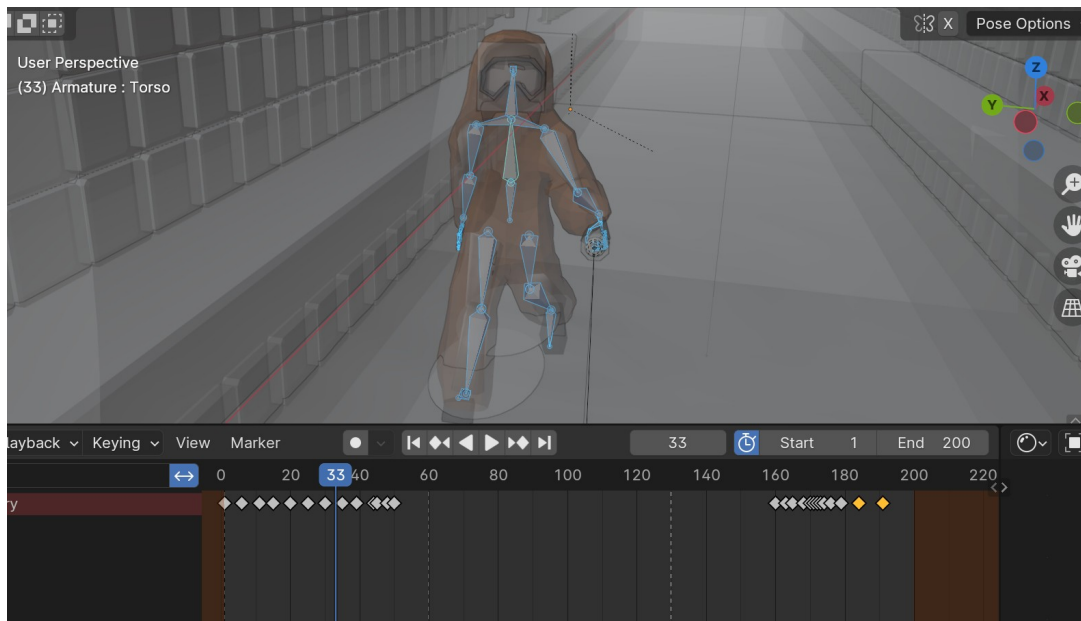 X Pose Options
User Perspective
(33) Armature : Torso
Z
X
Y
layback Keying View Marker 33 Start 1 End 200
0 20 33 40 60 80 100 120 140 160 180 200 220
ry